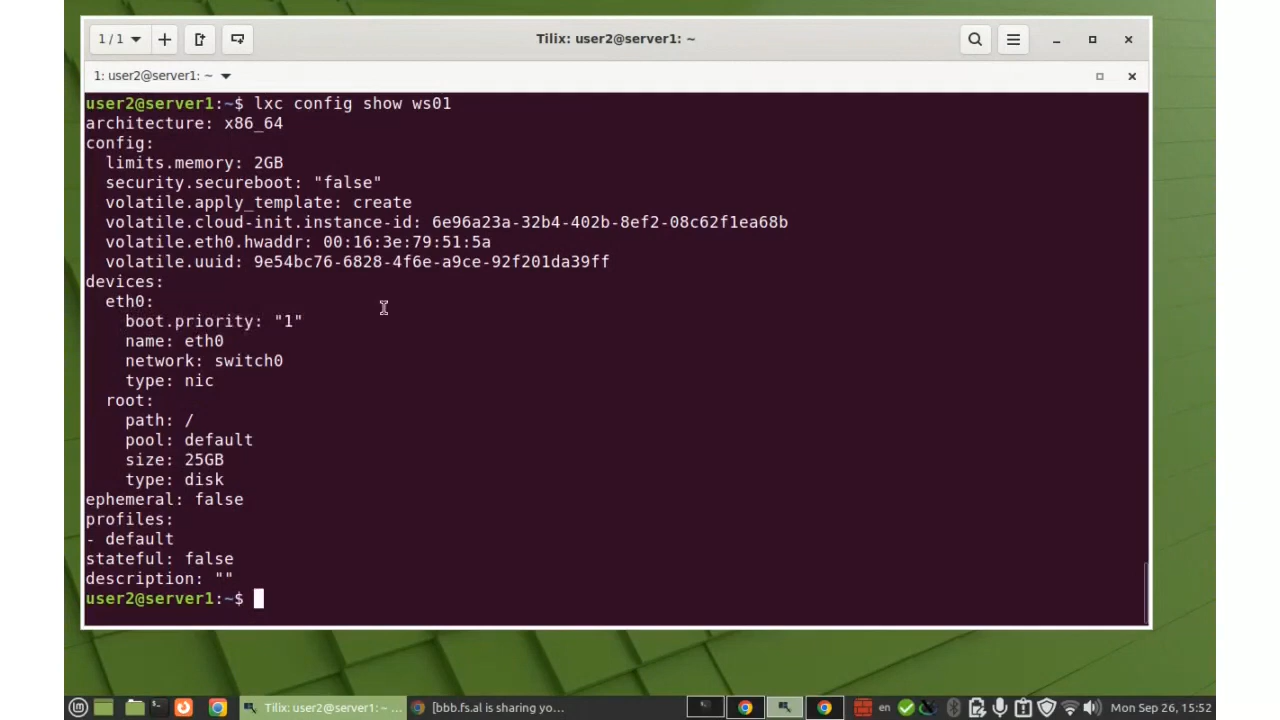 1 / 1
Tilix: user2@server1: ~
1: user2@server1: ~
user2@server1:~$ lxc config show ws01
architecture: x86_64
config:
  limits.memory: 2GB
  security.secureboot: "false"
  volatile.apply_template: create
  volatile.cloud-init.instance-id: 6e96a23a-32b4-402b-8ef2-08c62f1ea68b
  volatile.eth0.hwaddr: 00:16:3e:79:51:5a
  volatile.uuid: 9e54bc76-6828-4f6e-a9ce-92f201da39ff
devices:
  eth0:
    boot.priority: "1"
    name: eth0
    network: switch0
    type: nic
  root:
    path: /
    pool: default
    size: 25GB
    type: disk
ephemeral: false
profiles:
- default
stateful: false
description: ""
user2@server1:~$
Tilix: user2@server1: ~ ...
[bbb.fs.al is sharing yo...
en
Mon Sep 26, 15:52